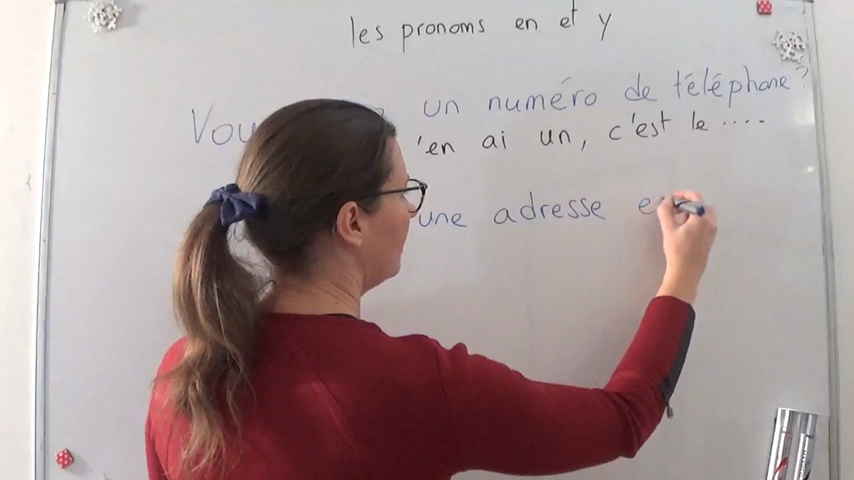 les pronoms en et y
Vou un numéro de téléphone?
'en ai un, c'est le ....
une adresse e